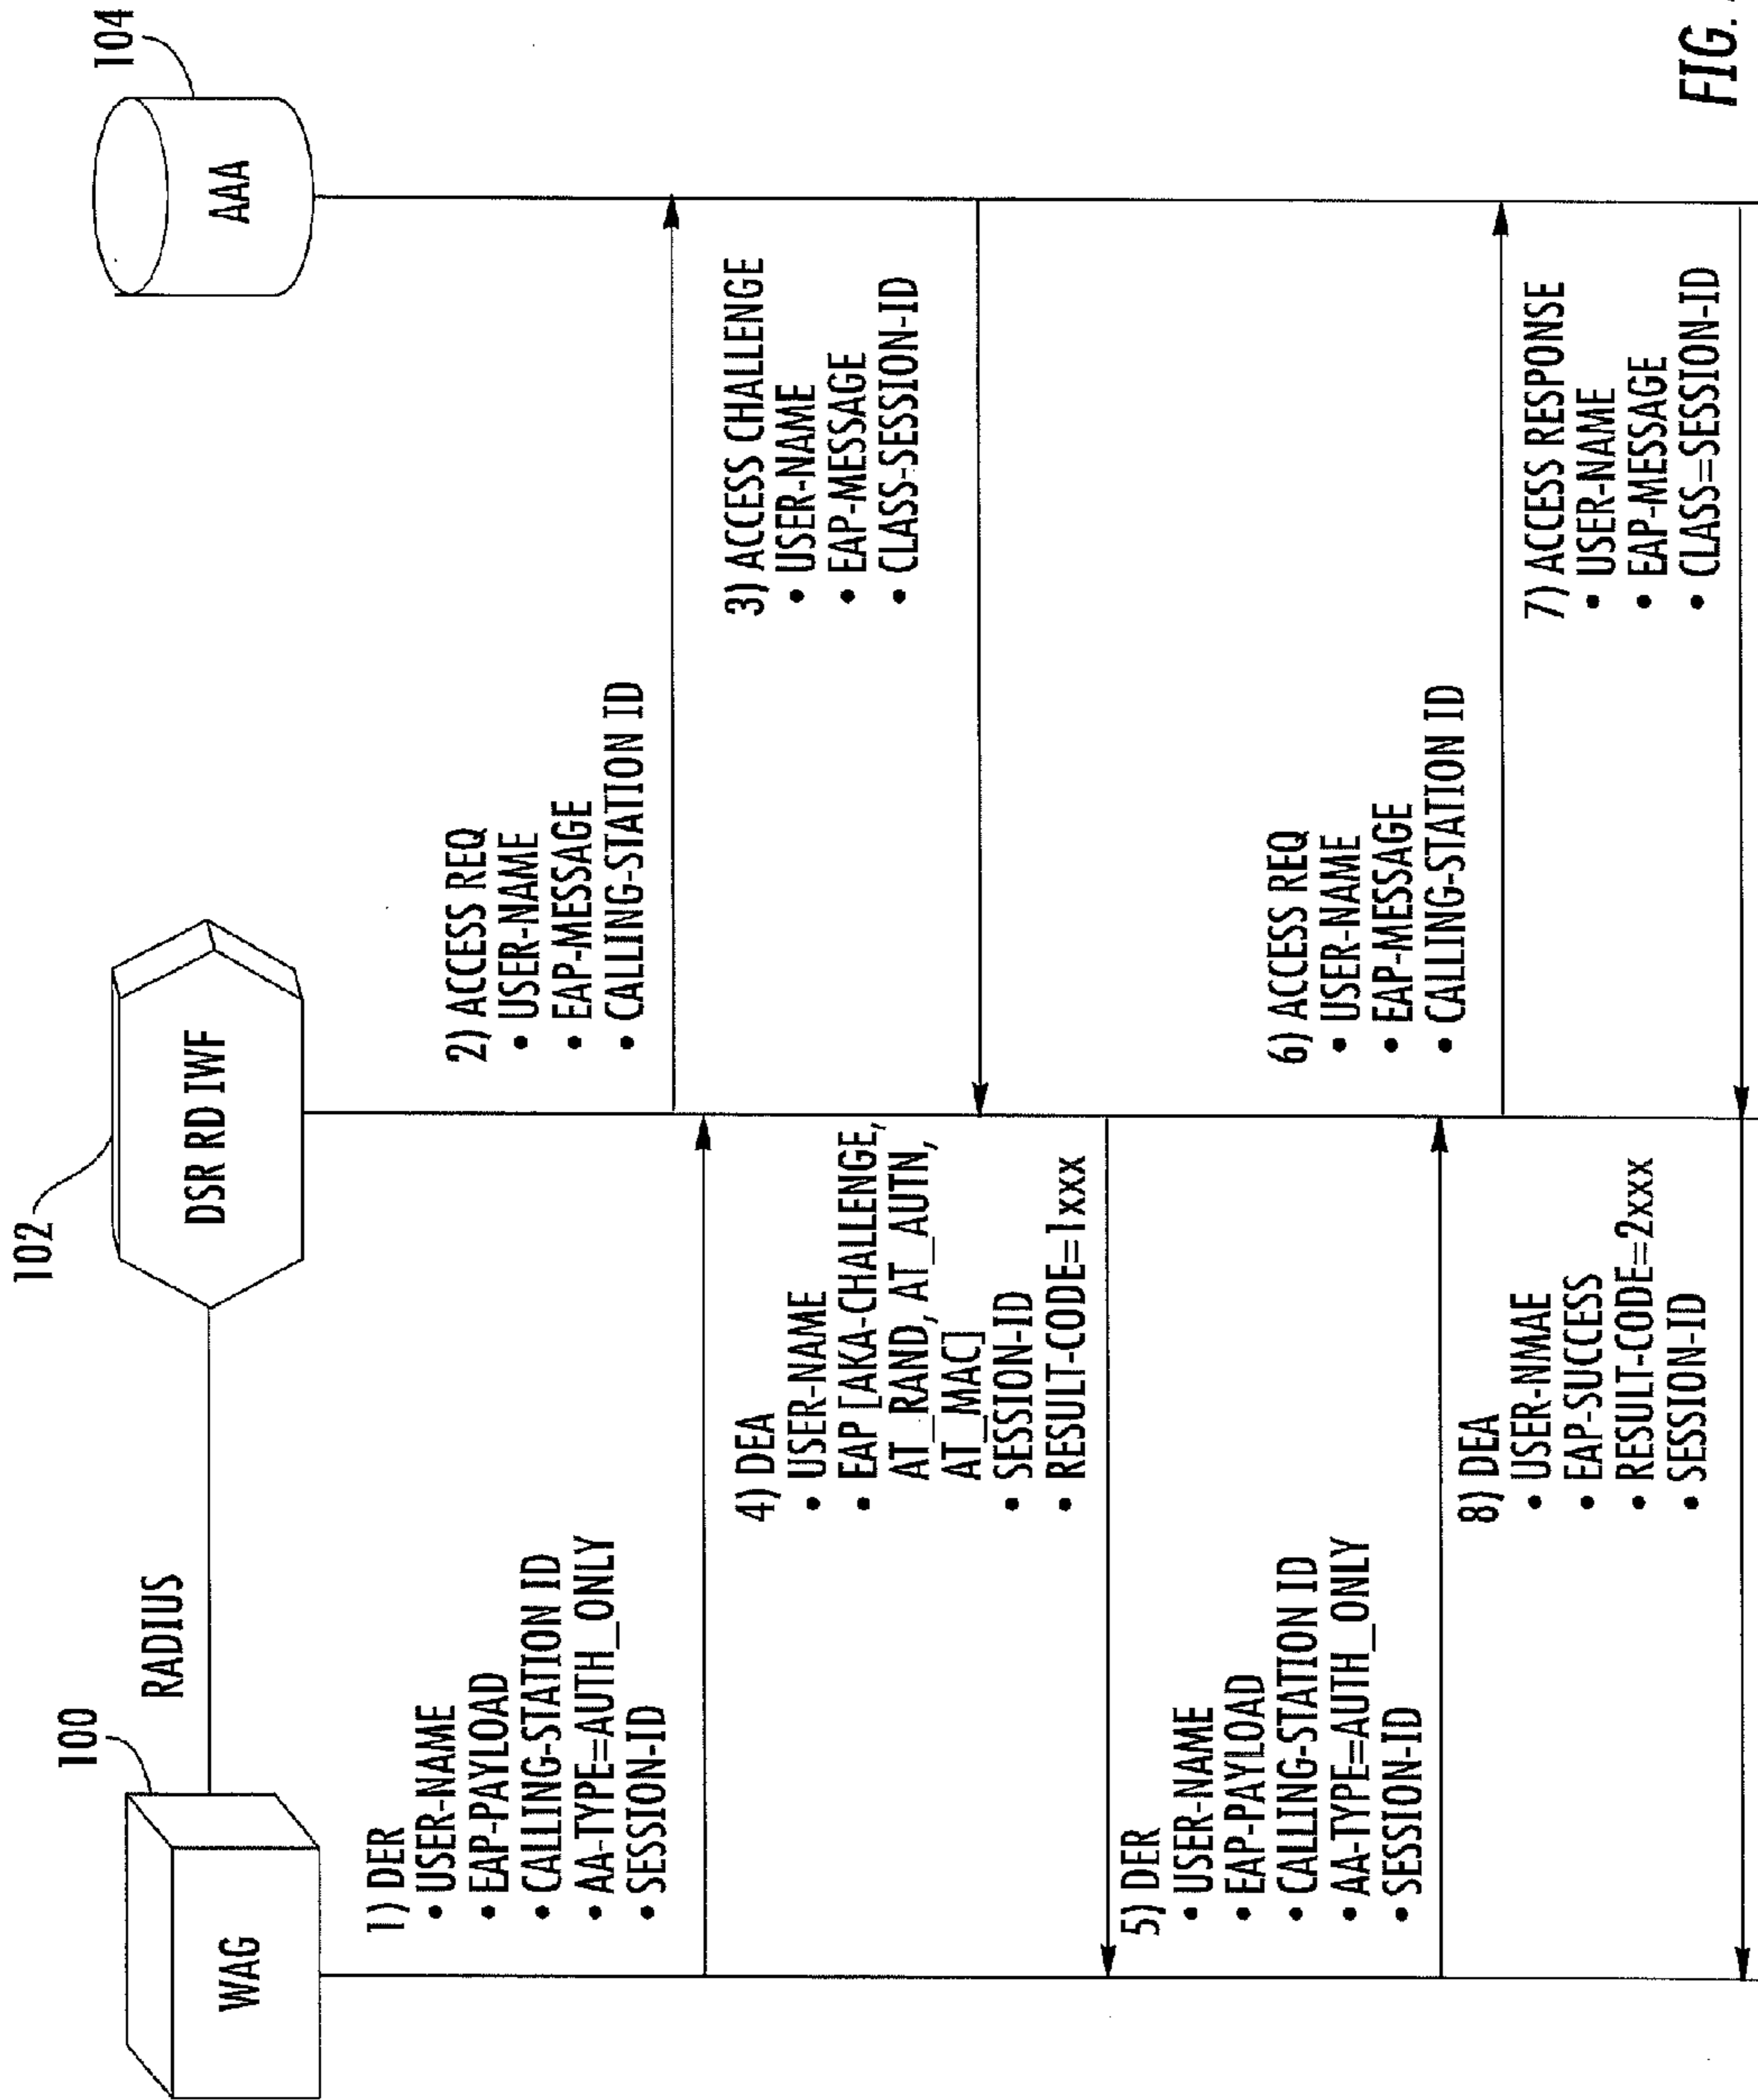 100
WAG
RADIUS
102
DSR RD IWF
104
AAA
1) DER
• USER-NAME
• EAP-PAYLOAD
• CALLING-STATION ID
• AA-TYPE=AUTH_ONLY
• SESSION-ID
2) ACCESS REQ
• USER-NAME
• EAP-MESSAGE
• CALLING-STATION ID
3) ACCESS CHALLENGE
• USER-NAME
• EAP-MESSAGE
• CLASS-SESSION-ID
4) DEA
• USER-NAME
• EAP [AKA-CHALLENGE,
AT_RAND, AT_AUTN,
AT_MAC]
• SESSION-ID
• RESULT-CODE=1xxx
5) DER
• USER-NAME
• EAP-PAYLOAD
• CALLING-STATION ID
• AA-TYPE=AUTH_ONLY
• SESSION-ID
6) ACCESS REQ
• USER-NAME
• EAP-MESSAGE
• CALLING-STATION ID
7) ACCESS RESPONSE
• USER-NAME
• EAP-MESSAGE
• CLASS=SESSION-ID
8) DEA
• USER-NMAE
• EAP-SUCCESS
• RESULT-CODE=2xxx
• SESSION-ID
FIG.